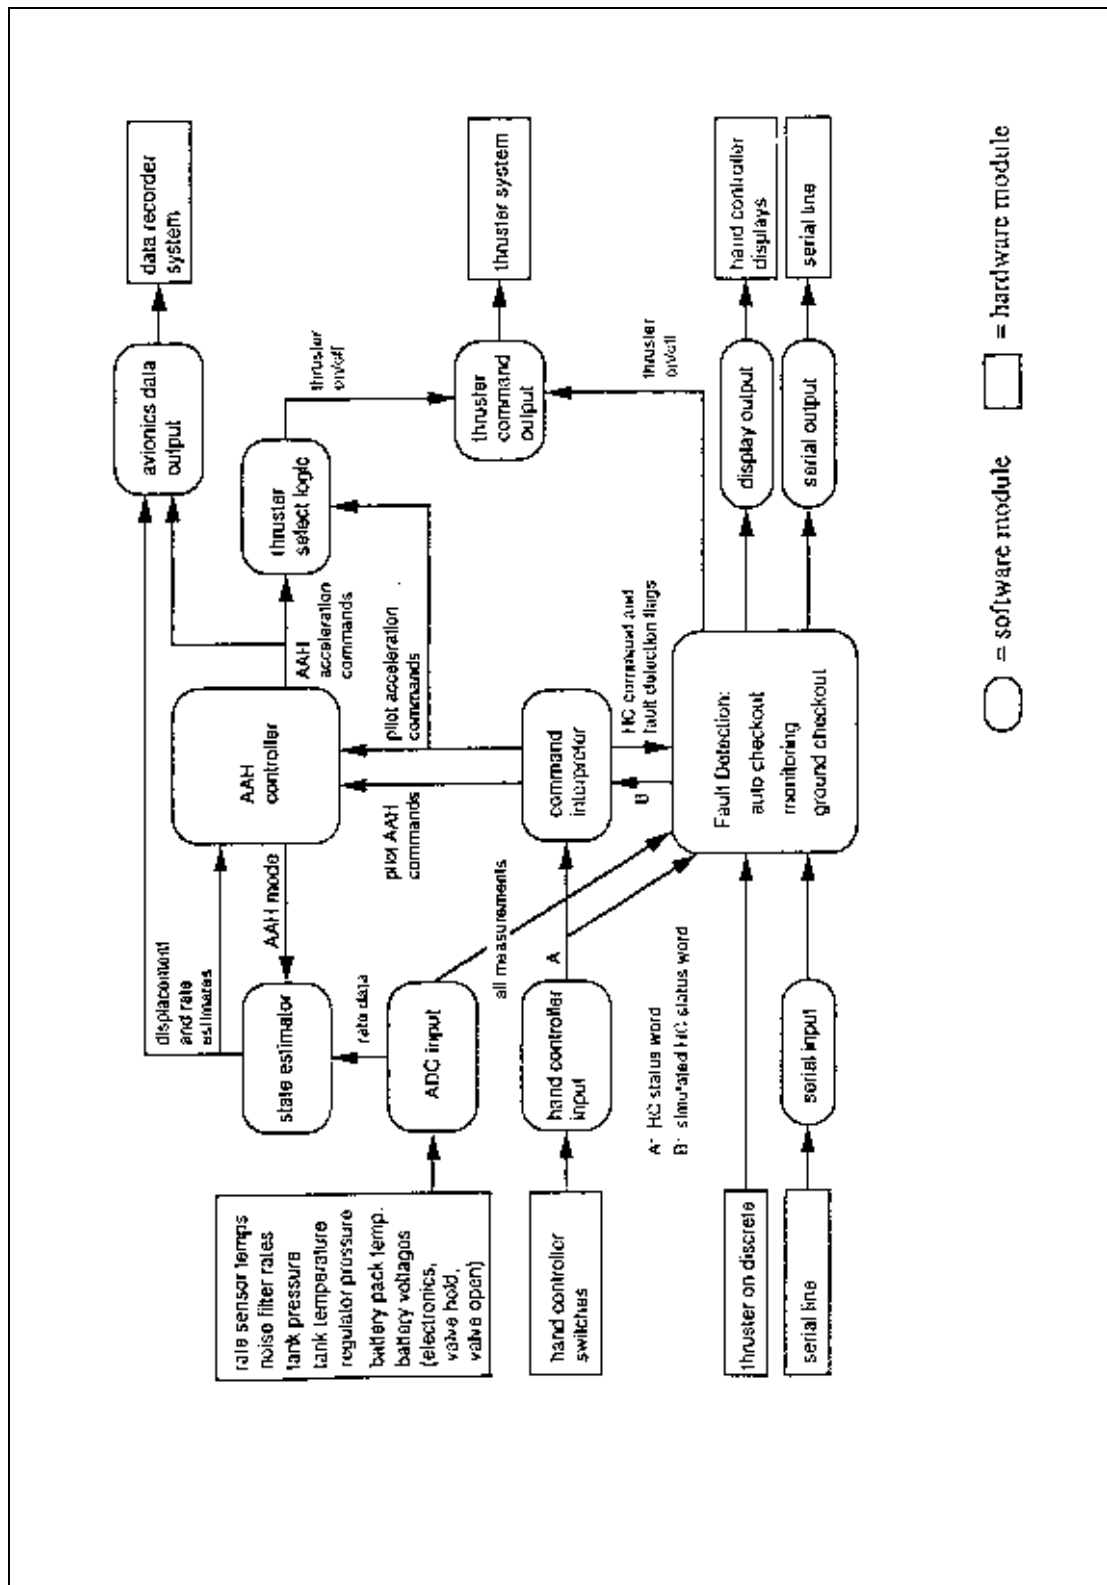 data recorder
system
avionics data
output
displacement
and rate
estimates
state estimator
AAH mode
AAH
controller
AAH
acceleration
commands
thruster
select logic
thruster
on/off
rate sensor temps
noise filter rates
tank pressure
tank temperature
regulator pressure
battery pack temp.
battery voltages
(electronics,
valve hold,
valve open)
rate data
ADC input
pilot AAH
commands
pilot acceleration
commands
thruster
command
output
thruster system
all measurements
hand controller
switches
hand controller
input
A
command
interpreter
B
HC command and
fault detection flags
thruster
on/off
A: HC status word
B: simulated HC status word
thruster on discrete
Fault Detection:
auto checkout
monitoring
ground checkout
display output
hand controller
displays
serial line
serial input
serial output
serial line
= software module
= hardware module